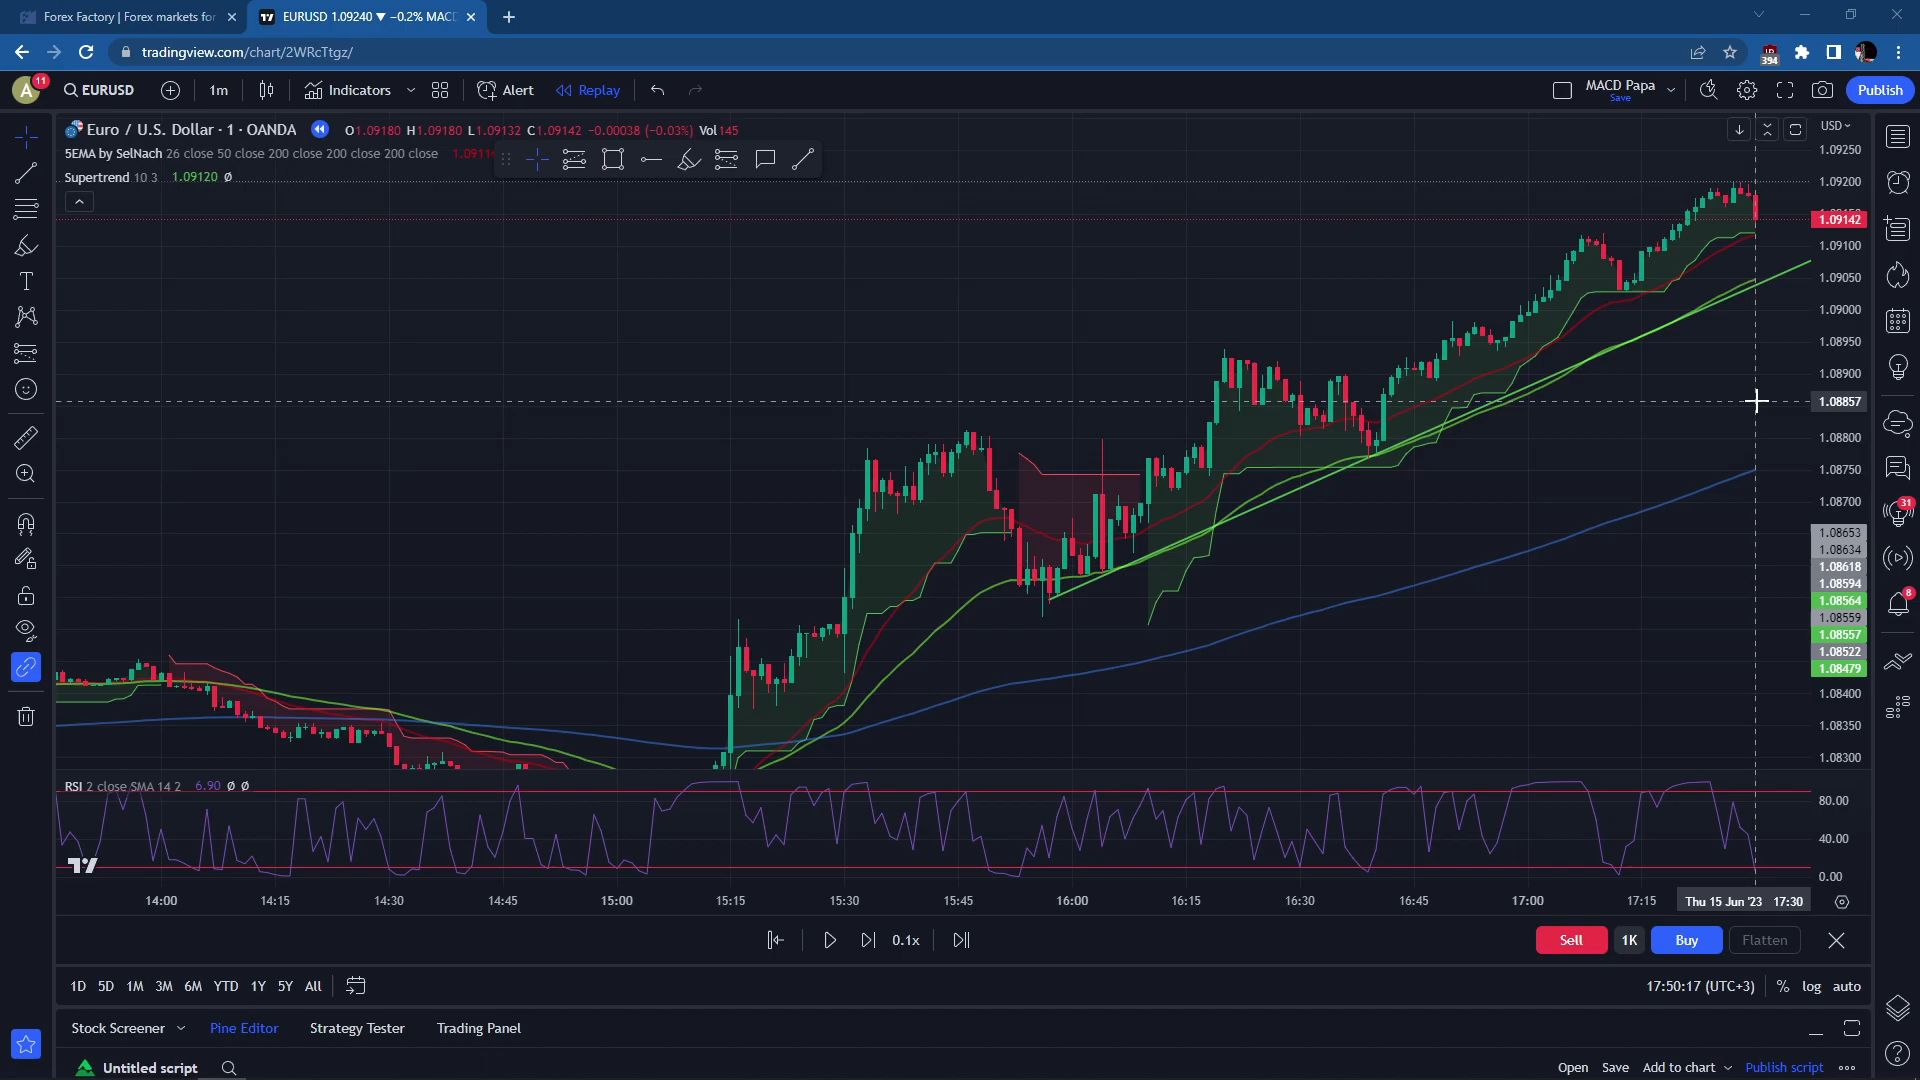 Forex Factory | Forex markets for
EURUSD 1.09240 ▼ −0.2% MACD
tradingview.com/chart/2WRcTtgz/
394
A
11
EURUSD
1m
Indicators
Alert
Replay
MACD Papa
Save
Publish
Euro / U.S. Dollar · 1 · OANDA
O1.09180 H1.09180 L1.09132 C1.09142 −0.00038 (−0.03%) Vol145
USD
5EMA by SelNach 26 close 50 close 200 close 200 close 200 close
Supertrend 10 3 1.09120 Ø
1.09250
1.09200
1.09142
1.09100
1.09050
1.09000
1.08950
1.08900
1.08857
1.08800
1.08750
1.08700
1.08653
1.08634
1.08618
1.08594
1.08564
1.08559
1.08557
1.08522
1.08479
1.08400
1.08350
1.08300
31
8
RSI 2 close SMA 14 2 6.90 Ø Ø
80.00
40.00
0.00
14:00 14:15 14:30 14:45 15:00 15:15 15:30 15:45 16:00 16:15 16:30 16:45 17:00 17:15 Thu 15 Jun '23 17:30
0.1x
Sell 1K Buy Flatten
1D 5D 1M 3M 6M YTD 1Y 5Y All
17:50:17 (UTC+3) % log auto
Stock Screener Pine Editor Strategy Tester Trading Panel
Untitled script
Open Save Add to chart Publish script